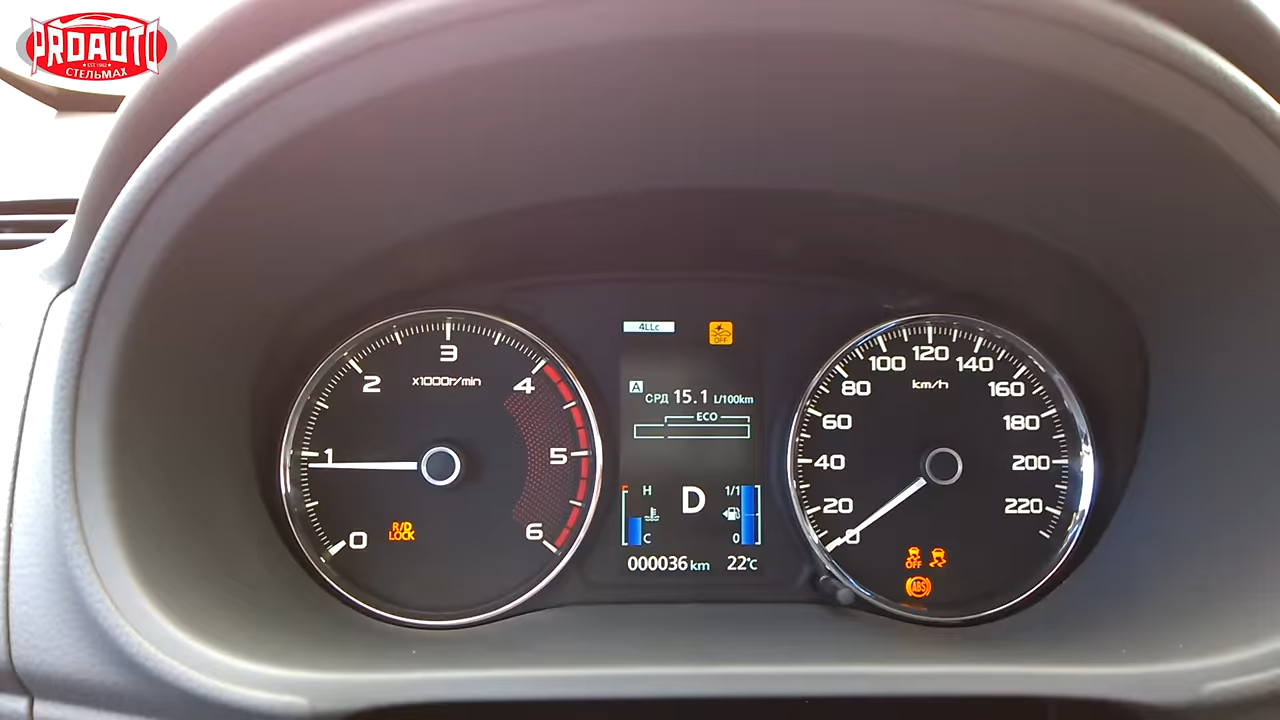 PROAUTO
EST.1962
СТЕЛЬМАХ
0
1
2
3
4
5
6
x1000r/min
R/D
LOCK
4LLc
OFF
A СРД 15.1 L/100km
ECO
H
C
D
1/1
0
000036 km 22°C
0
20
40
60
80
100
120
140
160
180
200
220
km/h
OFF
ABS